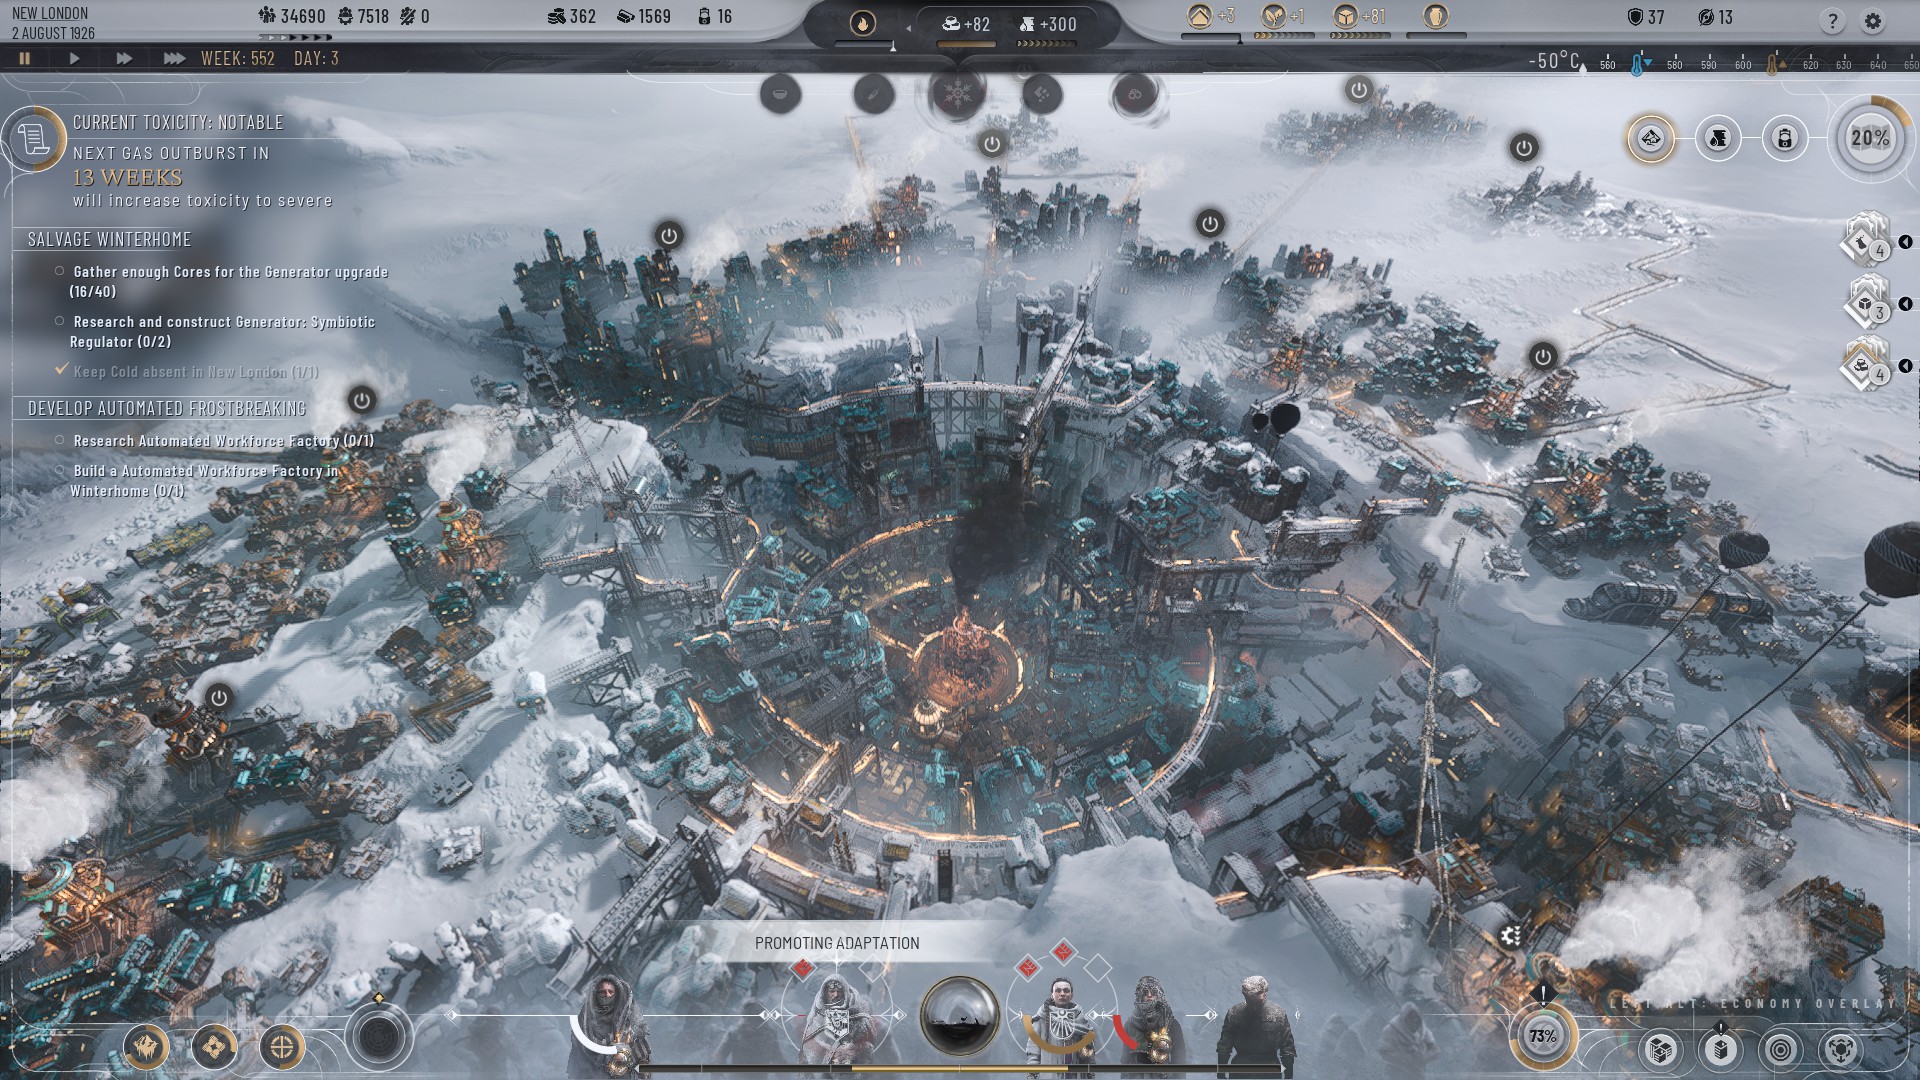 NEW LONDON
2 AUGUST 1926
34690 7518 0
362 1569 16
+82 +300
+3 +1 +81
37 13
?
WEEK: 552 DAY: 3
-50°C 560 580 590 600 620 630 640 650
CURRENT TOXICITY: NOTABLE
NEXT GAS OUTBURST IN
13 WEEKS
will increase toxicity to severe
20%
SALVAGE WINTERHOME
Gather enough Cores for the Generator upgrade
(16/40)
Research and construct Generator: Symbiotic
Regulator (0/2)
Keep Cold absent in New London (1/1)
DEVELOP AUTOMATED FROSTBREAKING
Research Automated Workforce Factory (0/1)
Build a Automated Workforce Factory in
Winterhome (0/1)
4
3
4
PROMOTING ADAPTATION
LEFT ALT: ECONOMY OVERLAY
73%